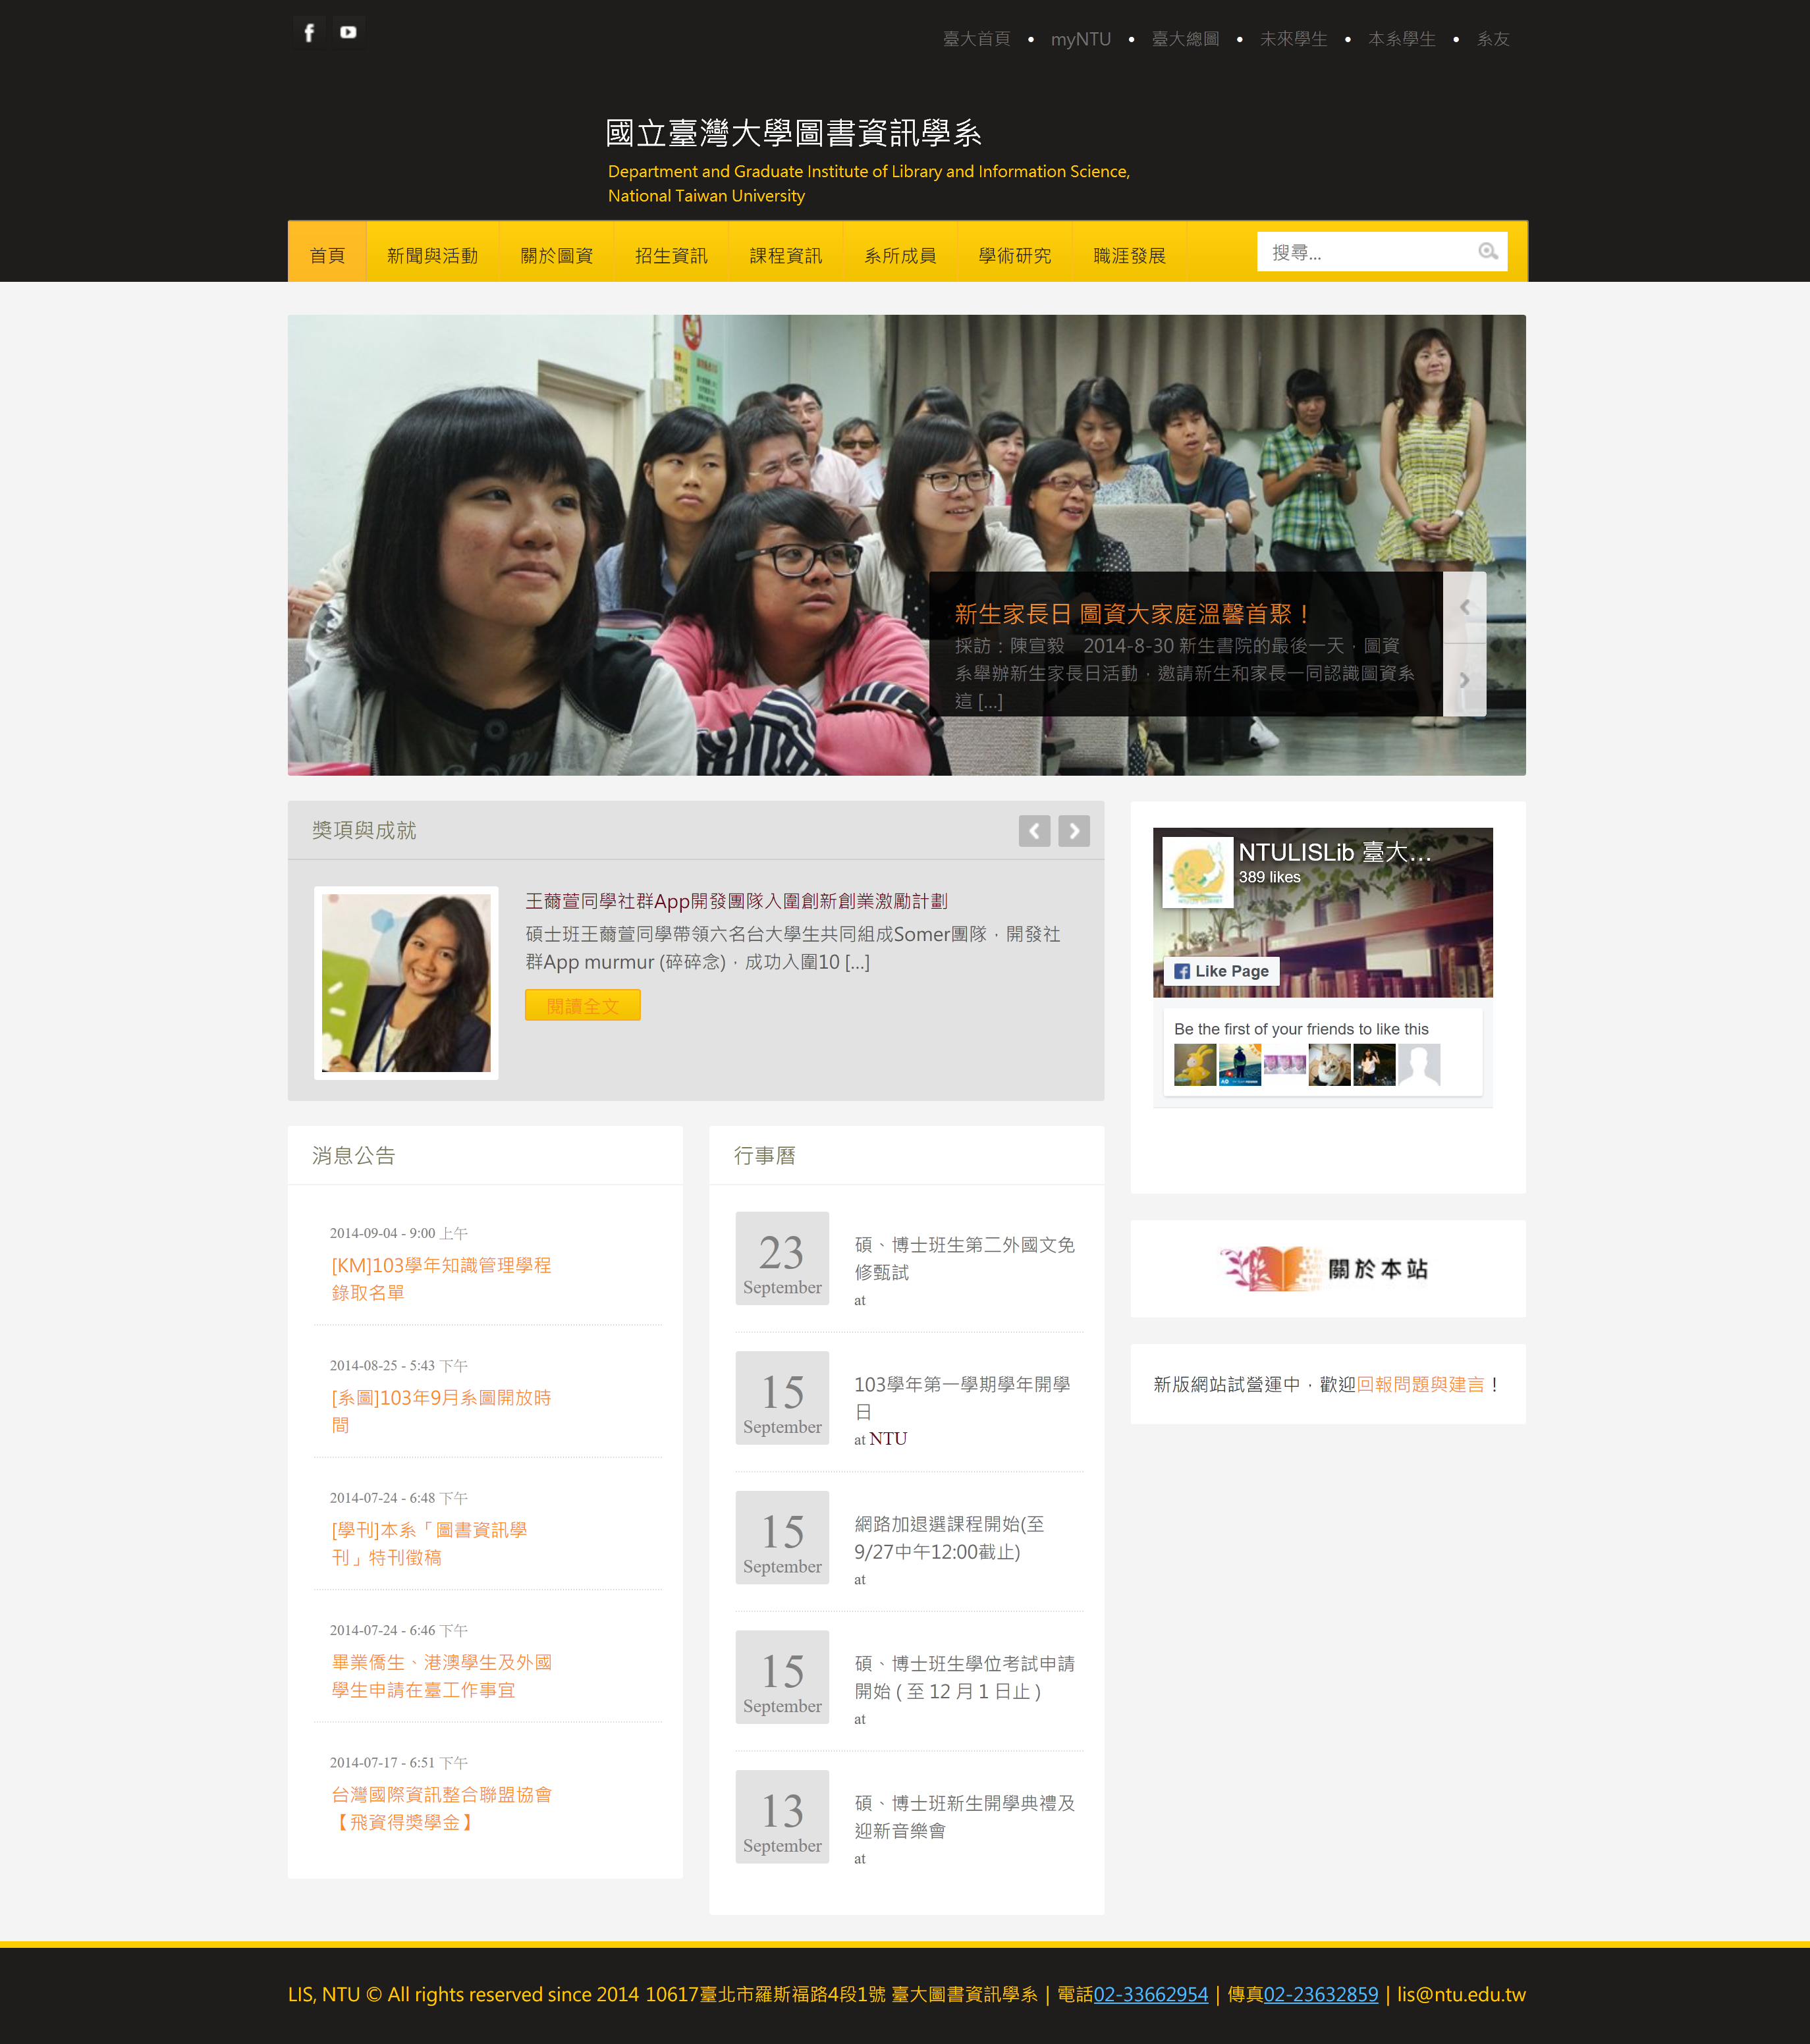 臺大首頁 • myNTU • 臺大總圖 • 未來學生 • 本系學生 • 系友
國立臺灣大學圖書資訊學系
Department and Graduate Institute of Library and Information Science,
National Taiwan University
首頁 新聞與活動 關於圖資 招生資訊 課程資訊 系所成員 學術研究 職涯發展 搜尋...
新生家長日 圖資大家庭溫馨首聚！
採訪：陳宣毅 2014-8-30 新生書院的最後一天，圖資
系舉辦新生家長日活動，邀請新生和家長一同認識圖資系
這 [...]
獎項與成就
王薾萱同學社群App開發團隊入圍創新創業激勵計劃
碩士班王薾萱同學帶領六名台大學生共同組成Somer團隊，開發社
群App murmur (碎碎念)，成功入圍10 [...]
閱讀全文
NTULISLib 臺大...
389 likes
Like Page
Be the first of your friends to like this
消息公告
2014-09-04 - 9:00 上午
[KM]103學年知識管理學程
錄取名單
2014-08-25 - 5:43 下午
[系圖]103年9月系圖開放時
間
2014-07-24 - 6:48 下午
[學刊]本系「圖書資訊學
刊」特刊徵稿
2014-07-24 - 6:46 下午
畢業僑生、港澳學生及外國
學生申請在臺工作事宜
2014-07-17 - 6:51 下午
台灣國際資訊整合聯盟協會
【飛資得獎學金】
行事曆
23
September
碩、博士班生第二外國文免
修甄試
at
15
September
103學年第一學期學年開學
日
at NTU
15
September
網路加退選課程開始(至
9/27中午12:00截止)
at
15
September
碩、博士班生學位考試申請
開始 ( 至 12 月 1 日止 )
at
13
September
碩、博士班新生開學典禮及
迎新音樂會
at
關於本站
新版網站試營運中，歡迎回報問題與建言！
LIS, NTU © All rights reserved since 2014 10617臺北市羅斯福路4段1號 臺大圖書資訊學系 | 電話02-33662954 | 傳真02-23632859 | lis@ntu.edu.tw